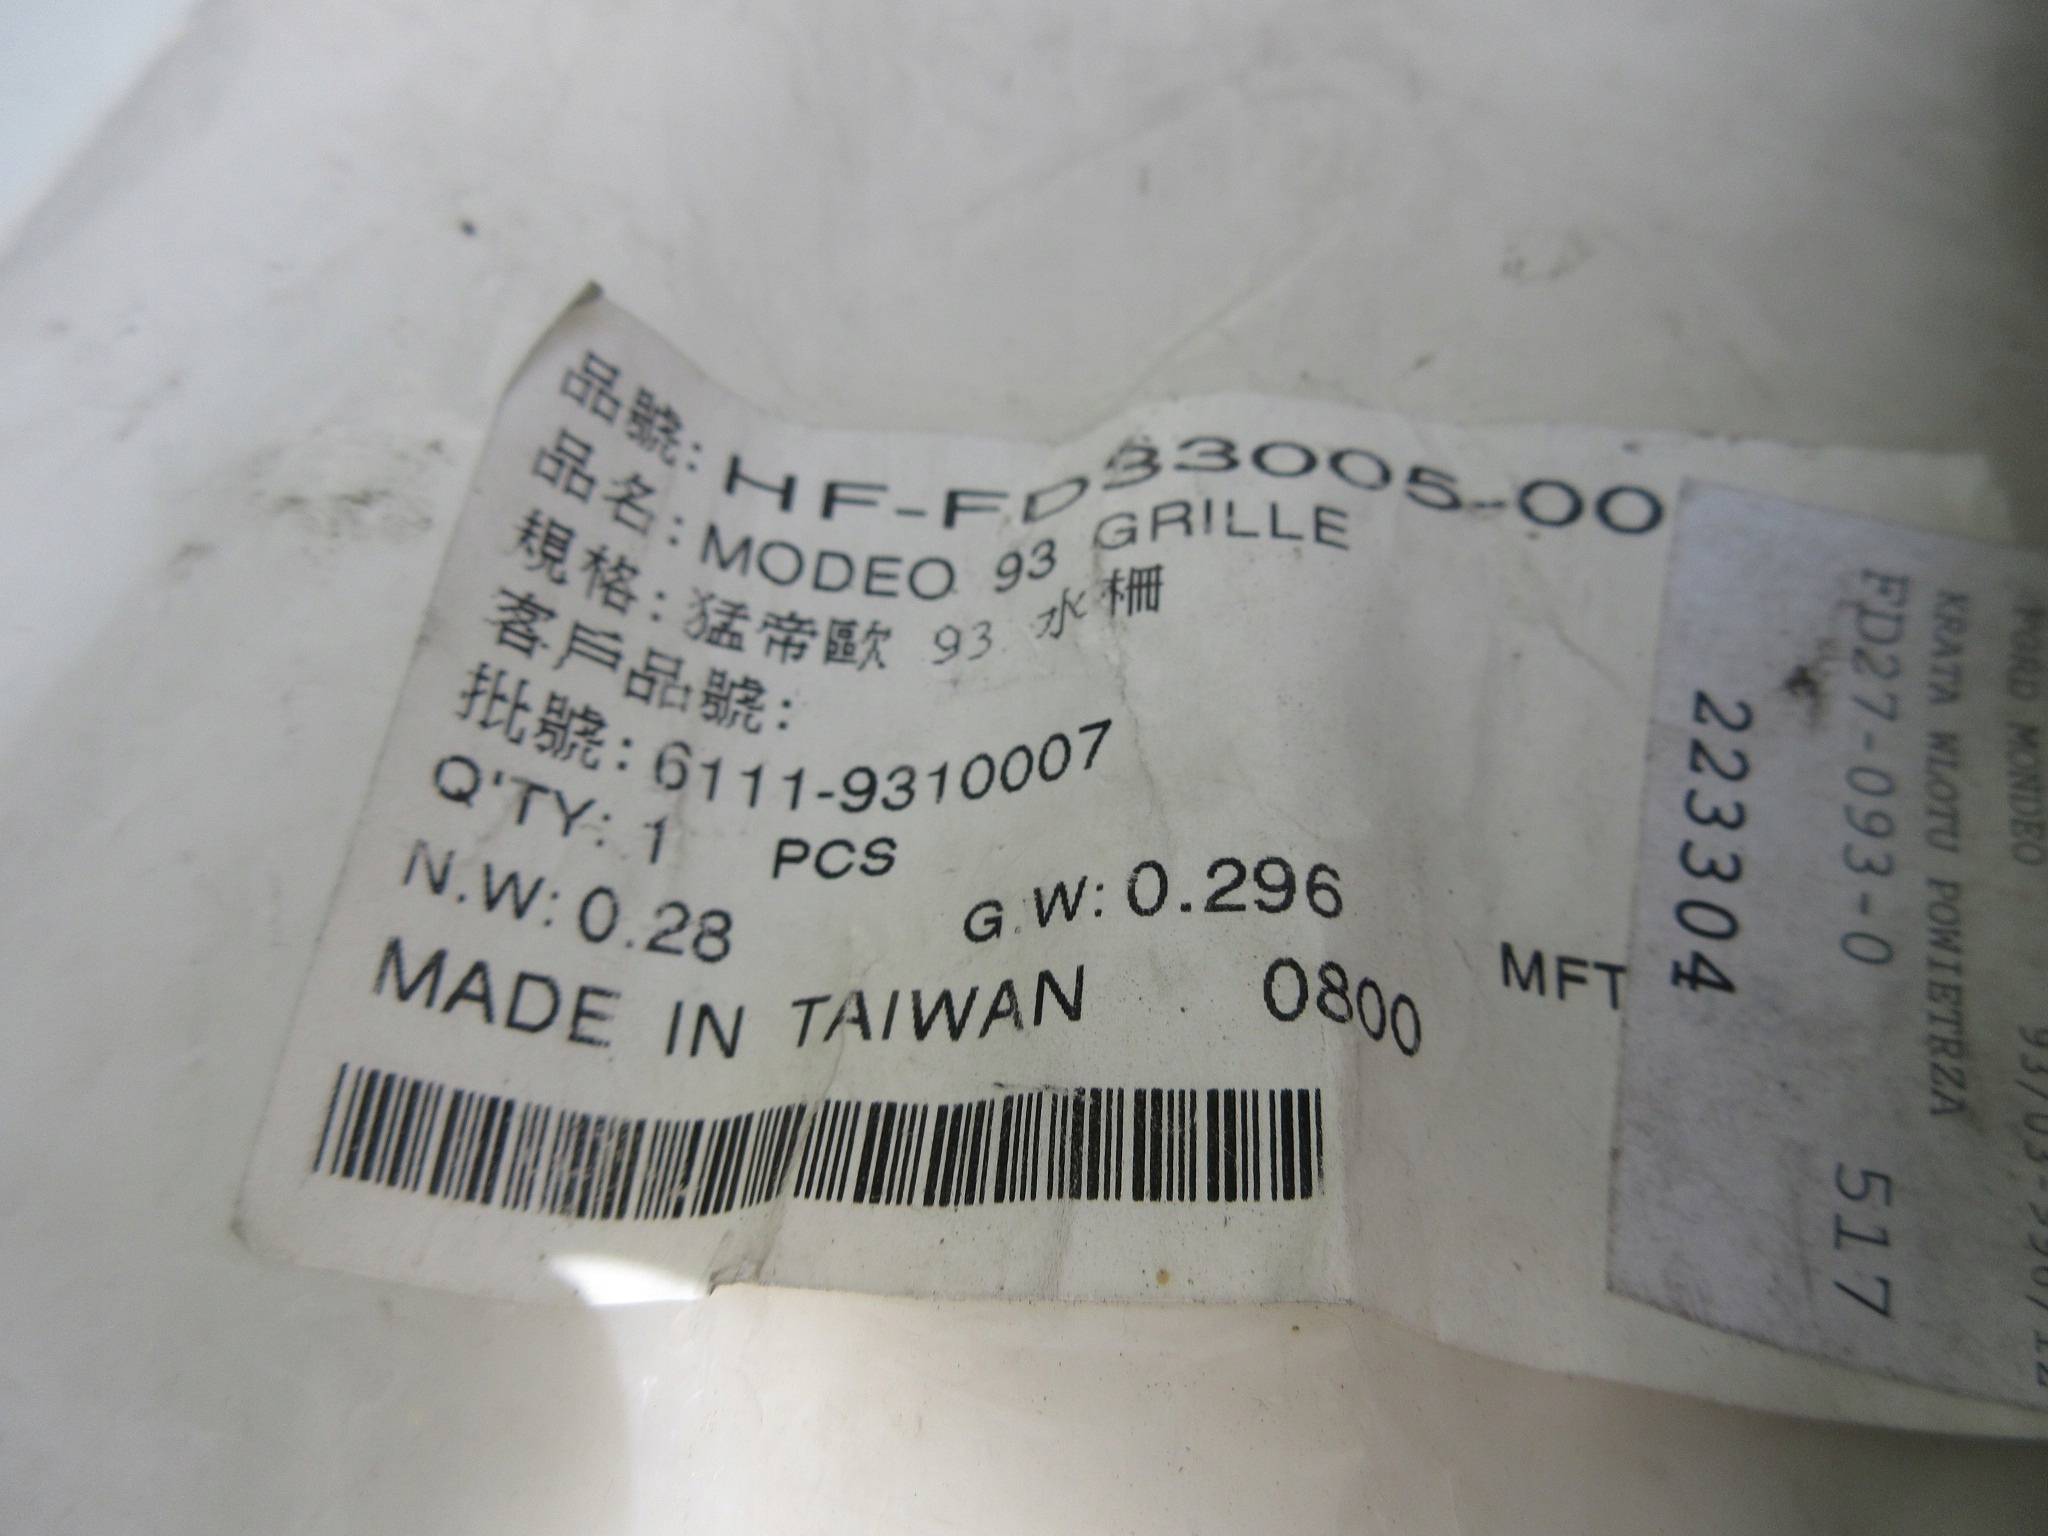 品號: HF-FD33005-00
品名: MODEO 93 GRILLE
規格: 猛帝歐 93 水柵
客戶品號:
批號: 6111-9310007
Q'TY: 1 PCS
N.W: 0.28 G.W: 0.296
MADE IN TAIWAN 0800 MFT
FORD MONDEO
KRATA WLOTU POWIETRZA
FD27-093-0 517
223304